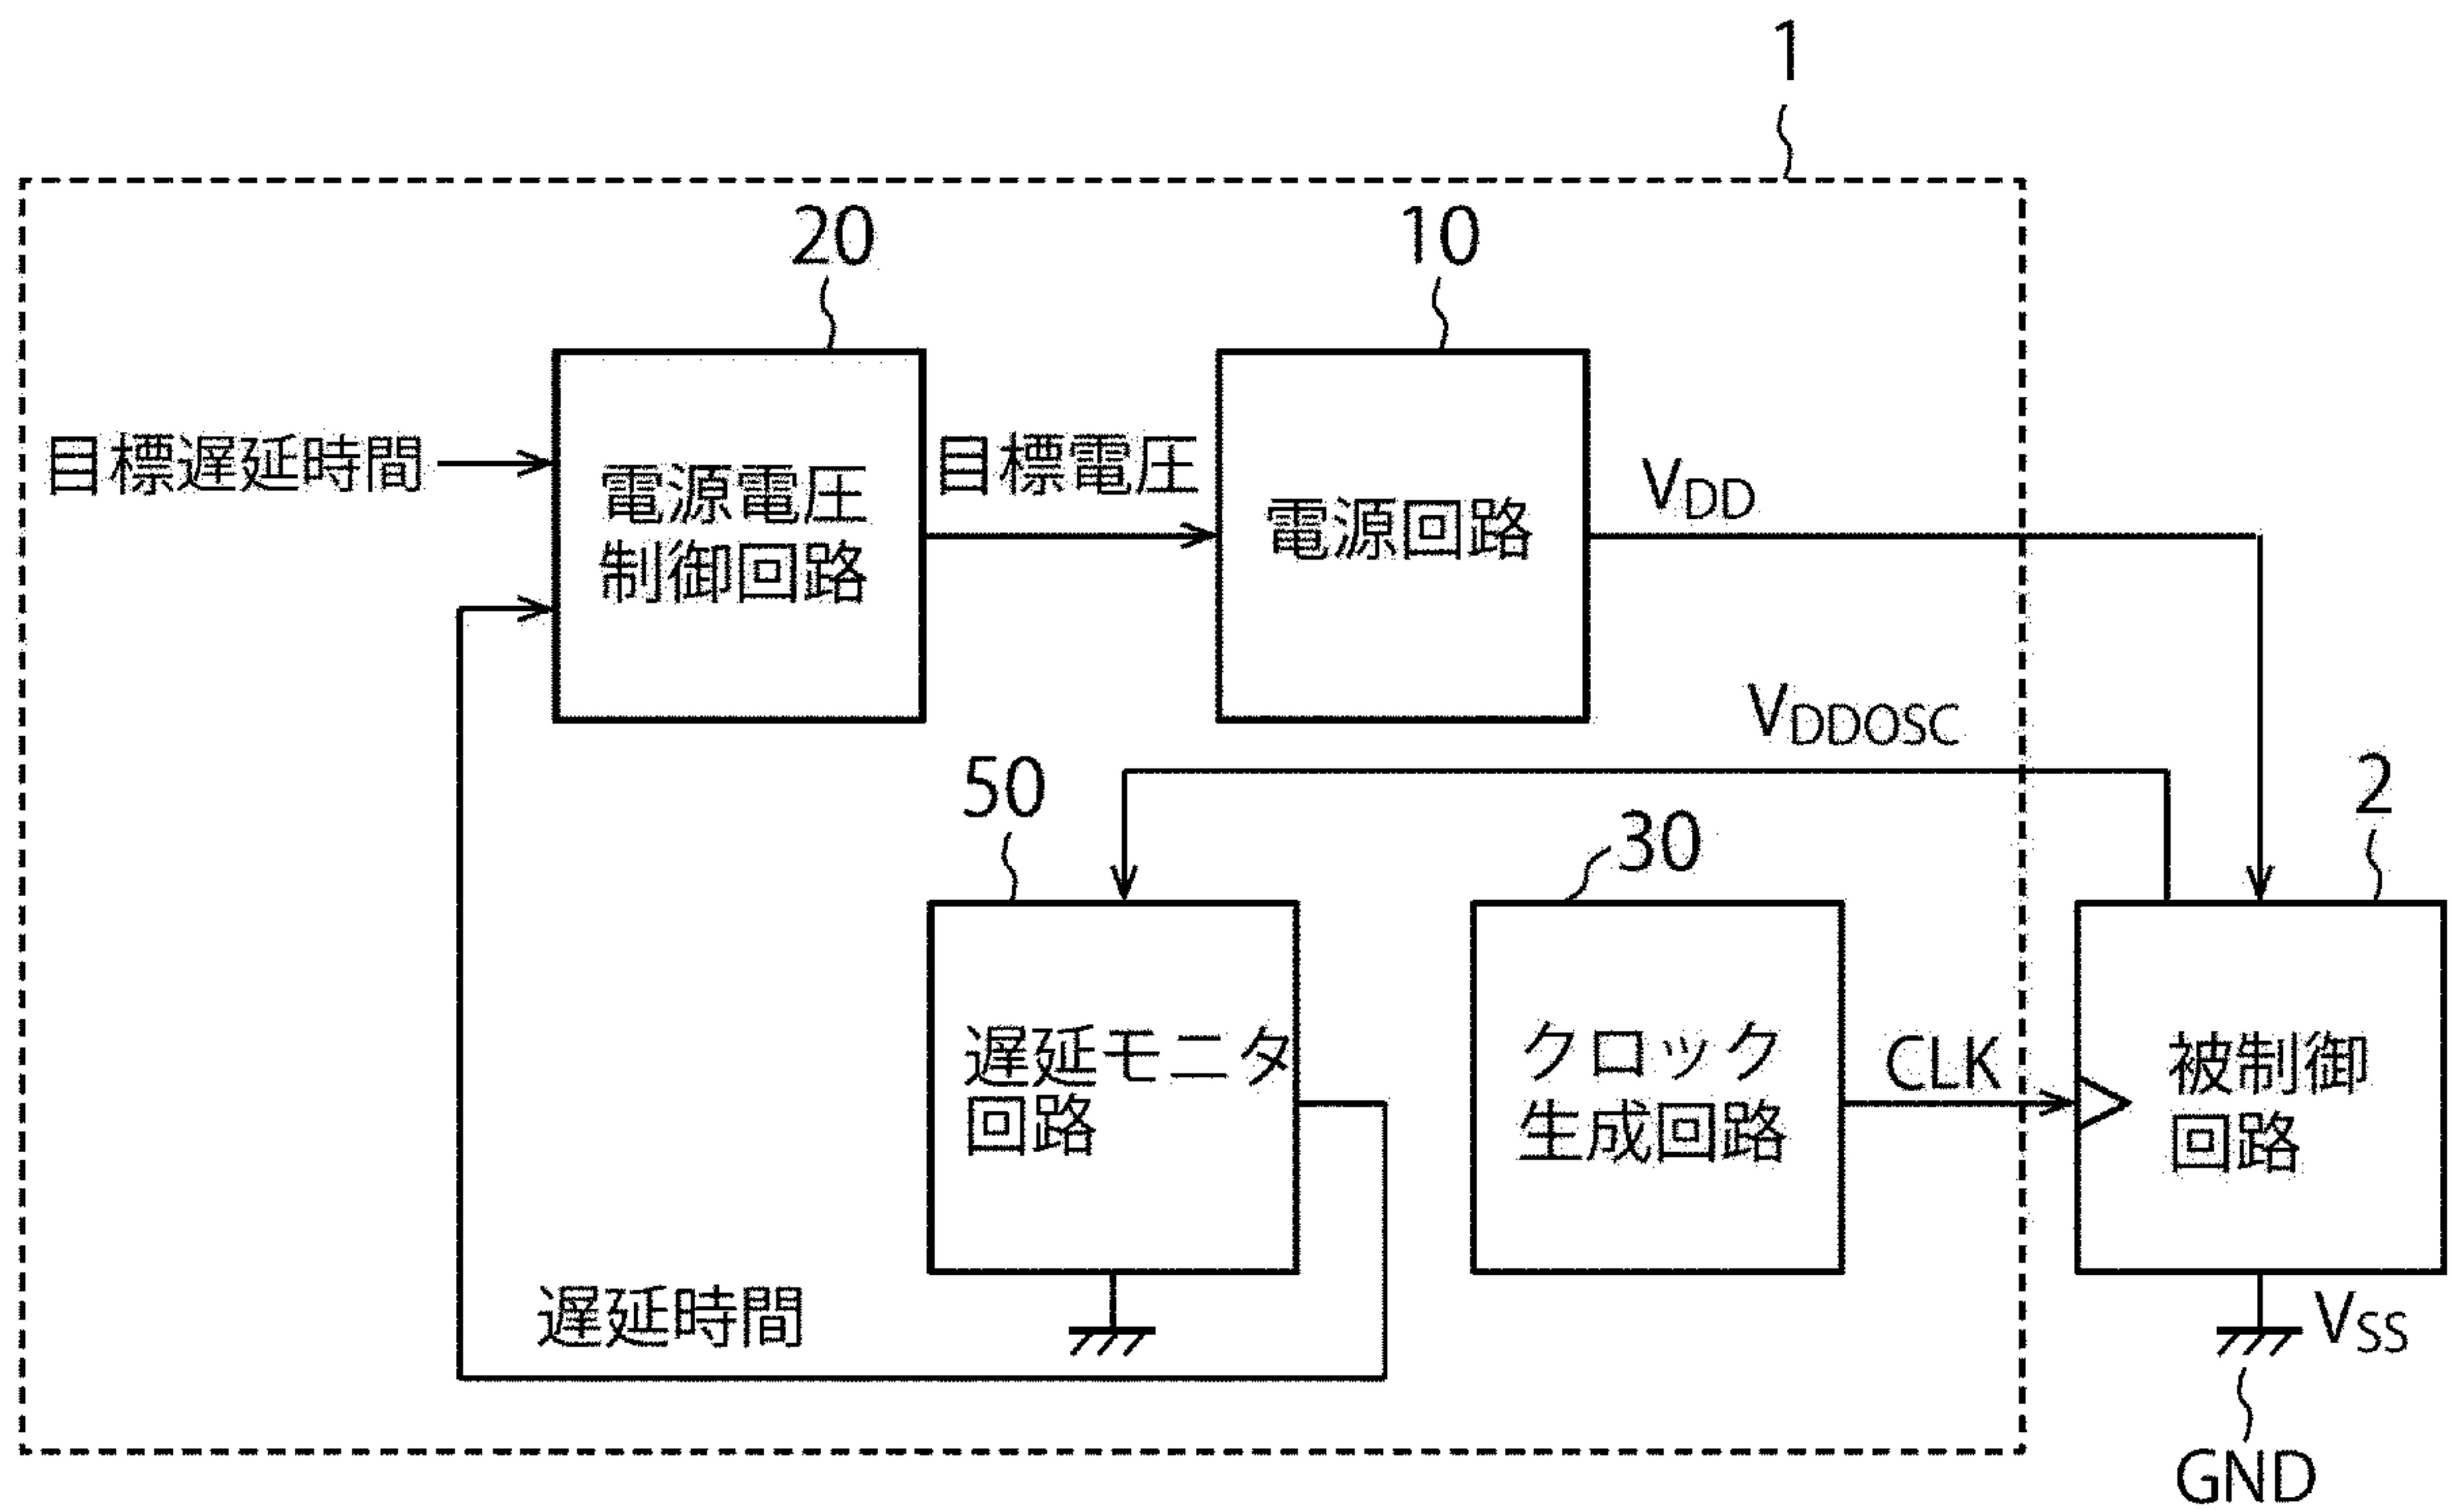 1
20
10
目標遅延時間
電源電圧
制御回路
目標電圧
電源回路
VDD
VDDOSC
50
30
2
遅延モニタ
回路
クロック
生成回路
CLK
被制御
回路
遅延時間
VSS
GND